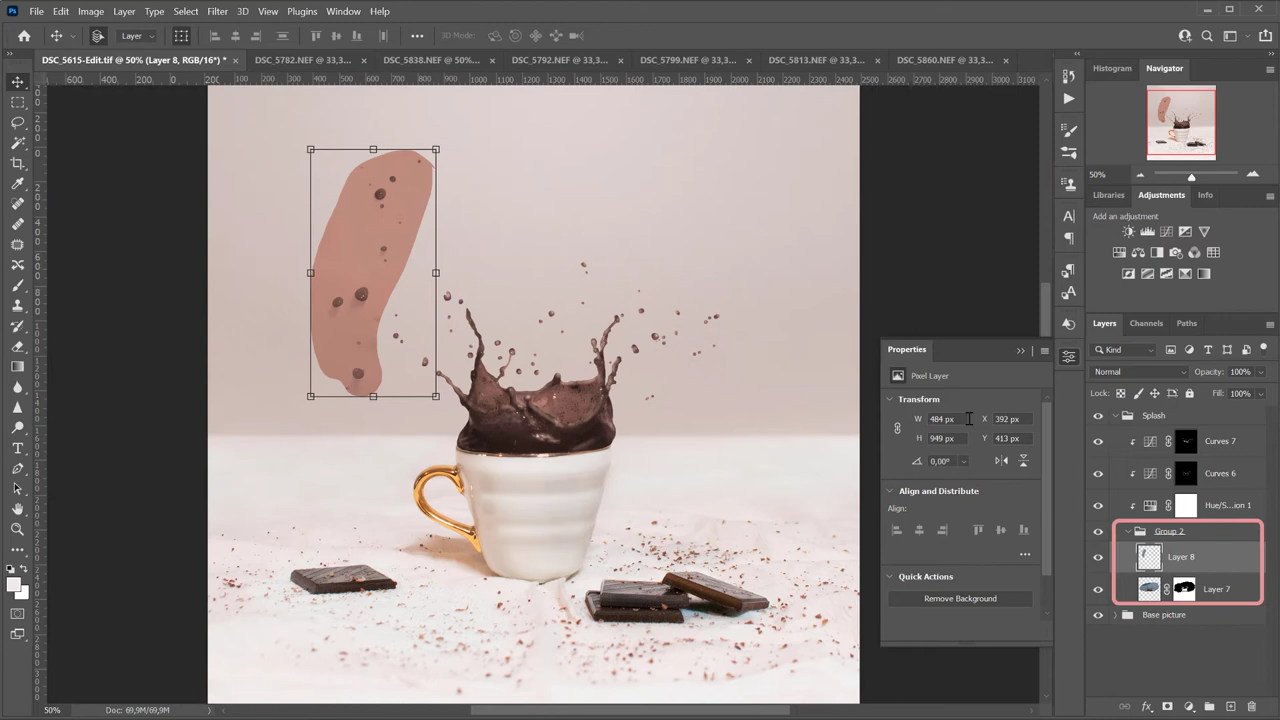 Ps File Edit Image Layer Type Select Filter 3D View Plugins Window Help
Layer 3D Mode:
DSC_5615-Edit.tif @ 50% (Layer 8, RGB/16*) * DSC_5782.NEF @ 33,3... DSC_5838.NEF @ 50%... DSC_5792.NEF @ 33,3... DSC_5799.NEF @ 33,3... DSC_5813.NEF @ 33,3... DSC_5860.NEF @ 33,3...
Histogram Navigator
50%
Libraries Adjustments Info
Add an adjustment
Layers Channels Paths
Kind
Normal Opacity: 100%
Lock: Fill: 100%
Splash
Curves 7
Curves 6
Hue/S...ion 1
Group 2
Layer 8
Layer 7
Base picture
Properties
Pixel Layer
Transform
W 484 px X 392 px
H 949 px Y 413 px
0,00°
Align and Distribute
Align:
Quick Actions
Remove Background
50% Doc: 69,9M/69,9M